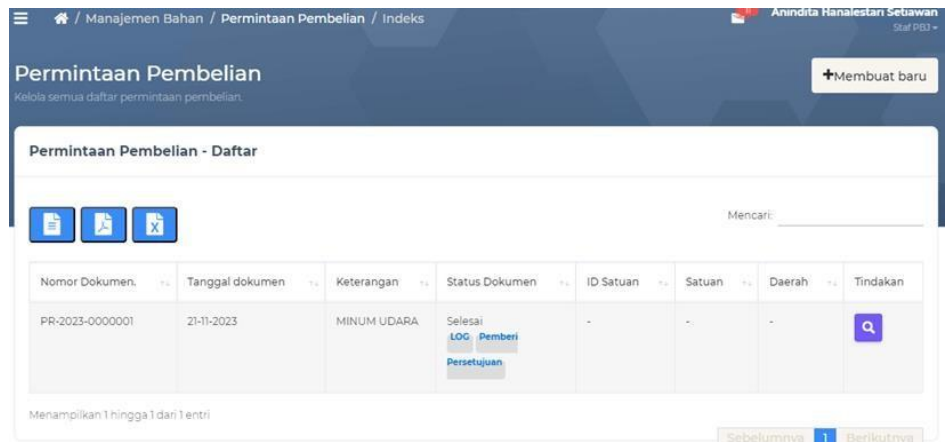 / Manajemen Bahan / Permintaan Pembelian / Indeks
Anindita Hanalestari Setiawan
Staf PBJ
Permintaan Pembelian
+Membuat baru
Kelola semua daftar permintaan pembelian.
Permintaan Pembelian - Daftar
Mencari:
Nomor Dokumen. Tanggal dokumen Keterangan Status Dokumen ID Satuan Satuan Daerah Tindakan
PR-2023-0000001 21-11-2023 MINUM UDARA Selesai - - -
LOG Pemberi
Persetujuan
Menampilkan 1 hingga 1 dari 1 entri
Sebelumnya 1 Berikutnya